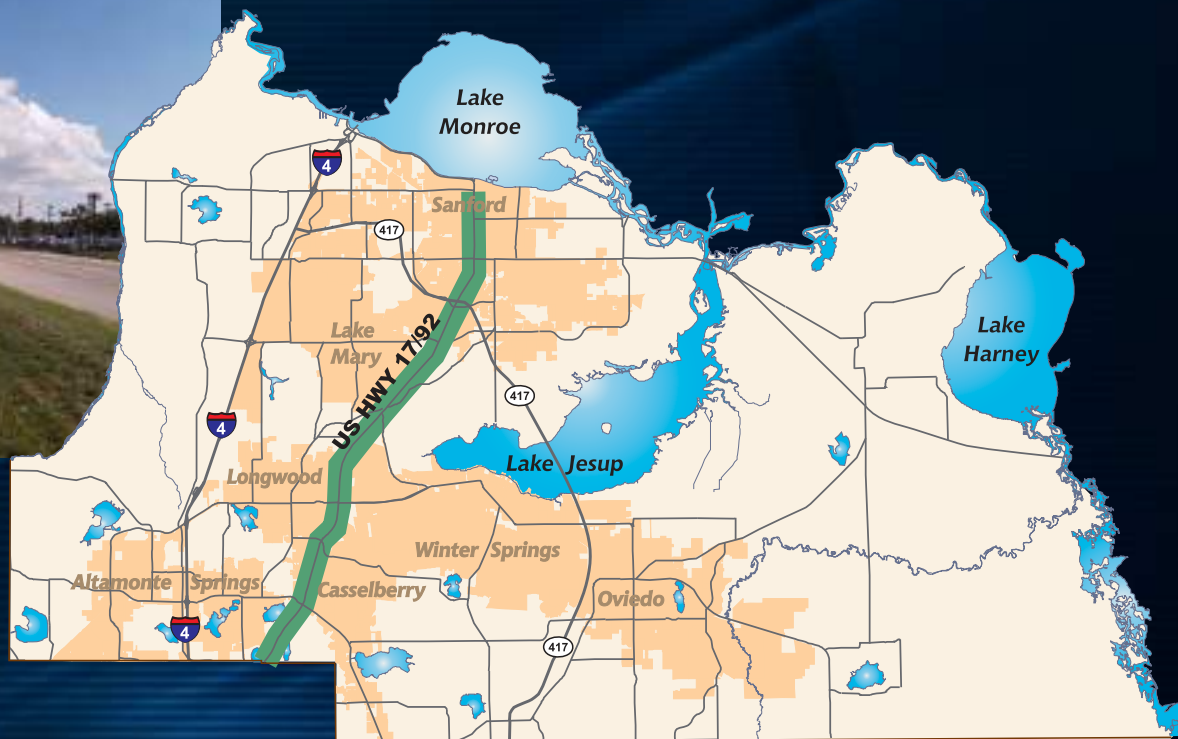 Lake
Monroe
4
Sanford
417
Lake
Mary
US HWY 17/92
Lake
Harney
417
4
Lake Jesup
Longwood
Winter Springs
Altamonte Springs
Casselberry
Oviedo
4
417